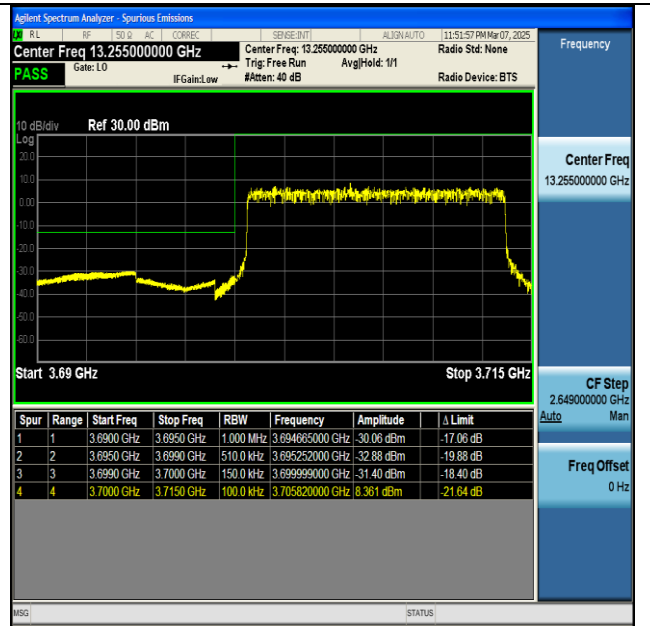 Agilent Spectrum Analyzer - Spurious Emissions
RL RF 50 Ω AC CORREC SENSE:INT ALIGN AUTO 11:51:57 PM Mar 07, 2025
Center Freq 13.255000000 GHz Center Freq: 13.255000000 GHz Radio Std: None Frequency
PASS Gate: LO Trig: Free Run Avg|Hold: 1/1
IFGain:Low #Atten: 40 dB Radio Device: BTS
10 dB/div Ref 30.00 dBm
Log
20.0
10.0
0.00
-10.0
-20.0
-30.0
-40.0
-50.0
-60.0
Start 3.69 GHz Stop 3.715 GHz
Center Freq
13.255000000 GHz
CF Step
2.649000000 GHz
Auto Man
Freq Offset
0 Hz
Spur Range Start Freq Stop Freq RBW Frequency Amplitude Δ Limit
1 1 3.6900 GHz 3.6950 GHz 1.000 MHz 3.694665000 GHz -30.06 dBm -17.06 dB
2 2 3.6950 GHz 3.6990 GHz 510.0 kHz 3.695252000 GHz -32.88 dBm -19.88 dB
3 3 3.6990 GHz 3.7000 GHz 150.0 kHz 3.699999000 GHz -31.40 dBm -18.40 dB
4 4 3.7000 GHz 3.7150 GHz 100.0 kHz 3.705820000 GHz 8.361 dBm -21.64 dB
MSG STATUS